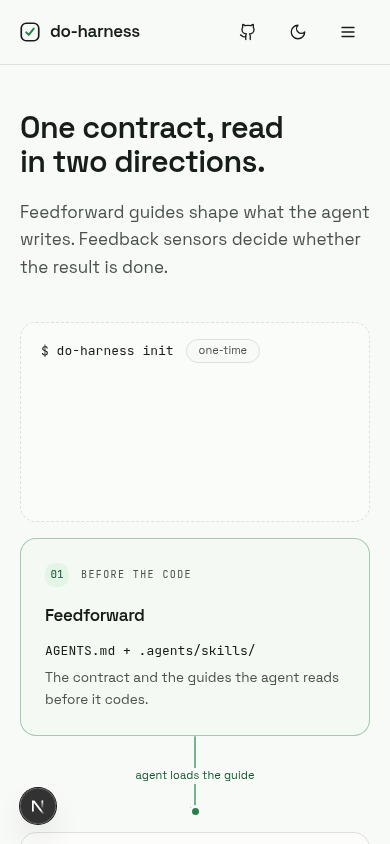 do-harness
One contract, read
in two directions.
Feedforward guides shape what the agent
writes. Feedback sensors decide whether
the result is done.
$ do-harness init one-time
01 BEFORE THE CODE
Feedforward
AGENTS.md + .agents/skills/
The contract and the guides the agent reads
before it codes.
agent loads the guide
N